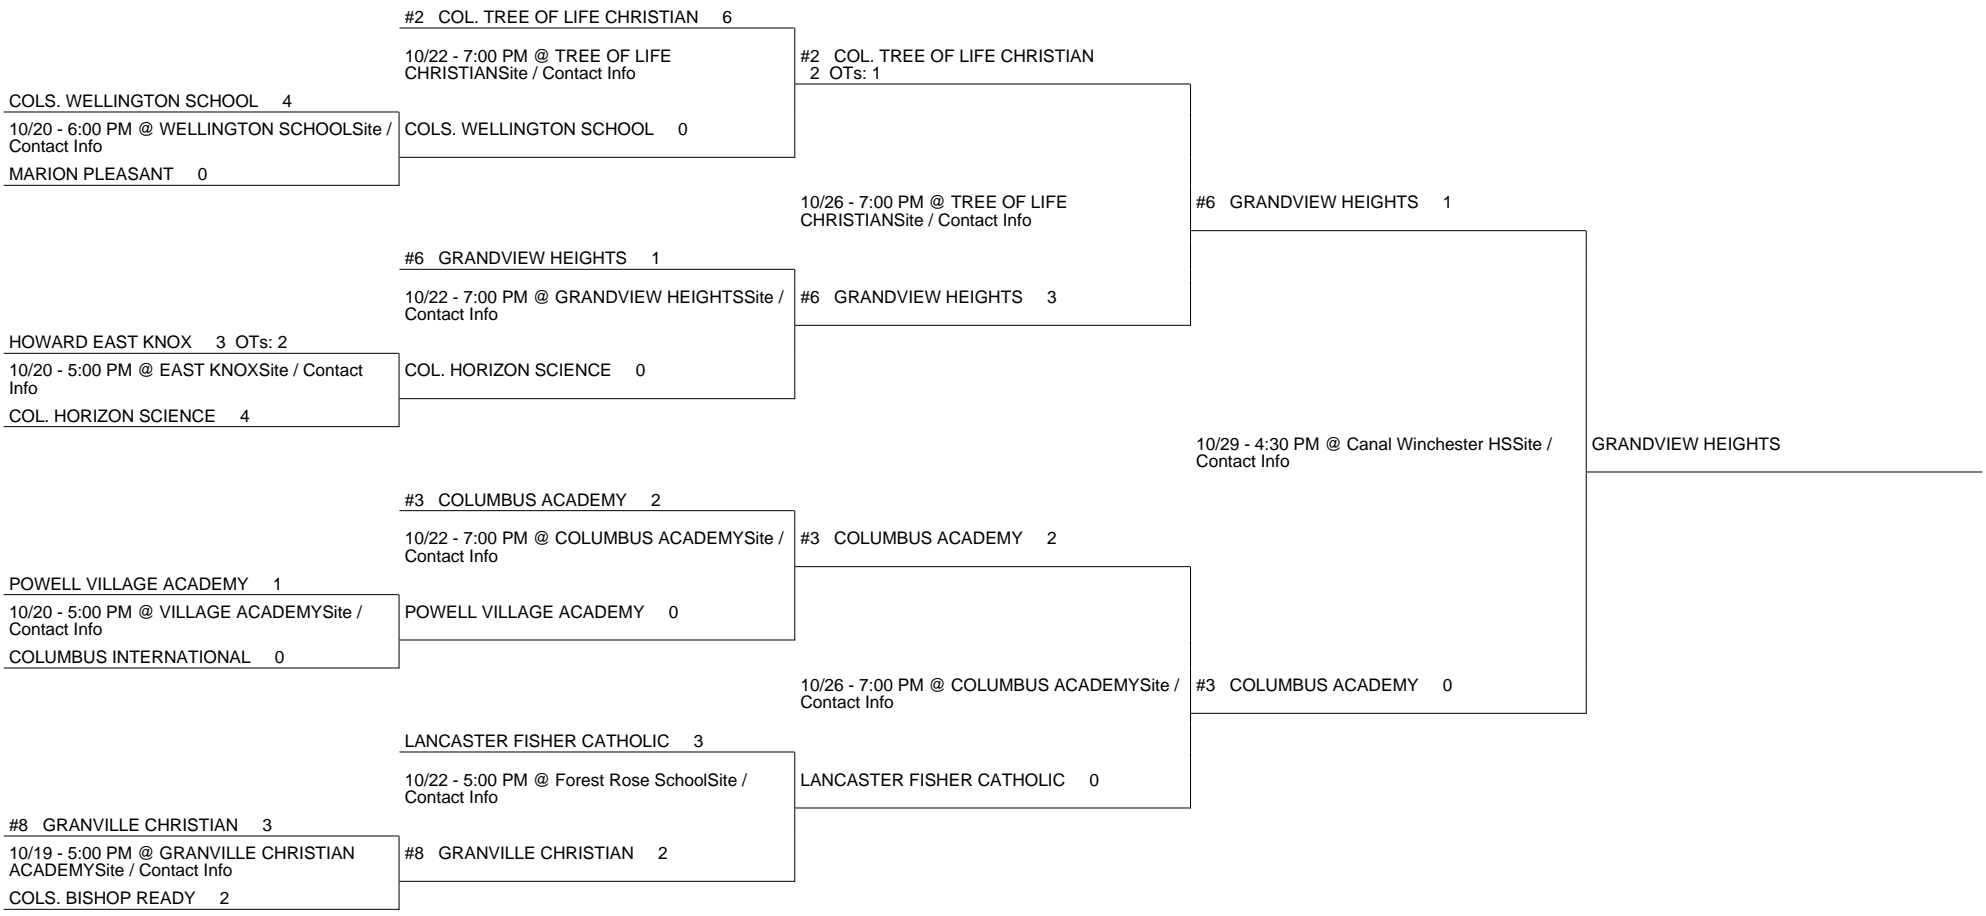 #2 COL. TREE OF LIFE CHRISTIAN 6
10/22 - 7:00 PM @ TREE OF LIFE
CHRISTIANSite / Contact Info
#2 COL. TREE OF LIFE CHRISTIAN
2 OTs: 1
COLS. WELLINGTON SCHOOL 4
10/20 - 6:00 PM @ WELLINGTON SCHOOLSite /
Contact Info
COLS. WELLINGTON SCHOOL 0
MARION PLEASANT 0
10/26 - 7:00 PM @ TREE OF LIFE
CHRISTIANSite / Contact Info
#6 GRANDVIEW HEIGHTS 1
#6 GRANDVIEW HEIGHTS 1
10/22 - 7:00 PM @ GRANDVIEW HEIGHTSSite /
Contact Info
#6 GRANDVIEW HEIGHTS 3
HOWARD EAST KNOX 3 OTs: 2
10/20 - 5:00 PM @ EAST KNOXSite / Contact
Info
COL. HORIZON SCIENCE 0
COL. HORIZON SCIENCE 4
10/29 - 4:30 PM @ Canal Winchester HSSite /
Contact Info
GRANDVIEW HEIGHTS
#3 COLUMBUS ACADEMY 2
10/22 - 7:00 PM @ COLUMBUS ACADEMYSite /
Contact Info
#3 COLUMBUS ACADEMY 2
POWELL VILLAGE ACADEMY 1
10/20 - 5:00 PM @ VILLAGE ACADEMYSite /
Contact Info
POWELL VILLAGE ACADEMY 0
COLUMBUS INTERNATIONAL 0
10/26 - 7:00 PM @ COLUMBUS ACADEMYSite /
Contact Info
#3 COLUMBUS ACADEMY 0
LANCASTER FISHER CATHOLIC 3
10/22 - 5:00 PM @ Forest Rose SchoolSite /
Contact Info
LANCASTER FISHER CATHOLIC 0
#8 GRANVILLE CHRISTIAN 3
10/19 - 5:00 PM @ GRANVILLE CHRISTIAN
ACADEMYSite / Contact Info
#8 GRANVILLE CHRISTIAN 2
COLS. BISHOP READY 2